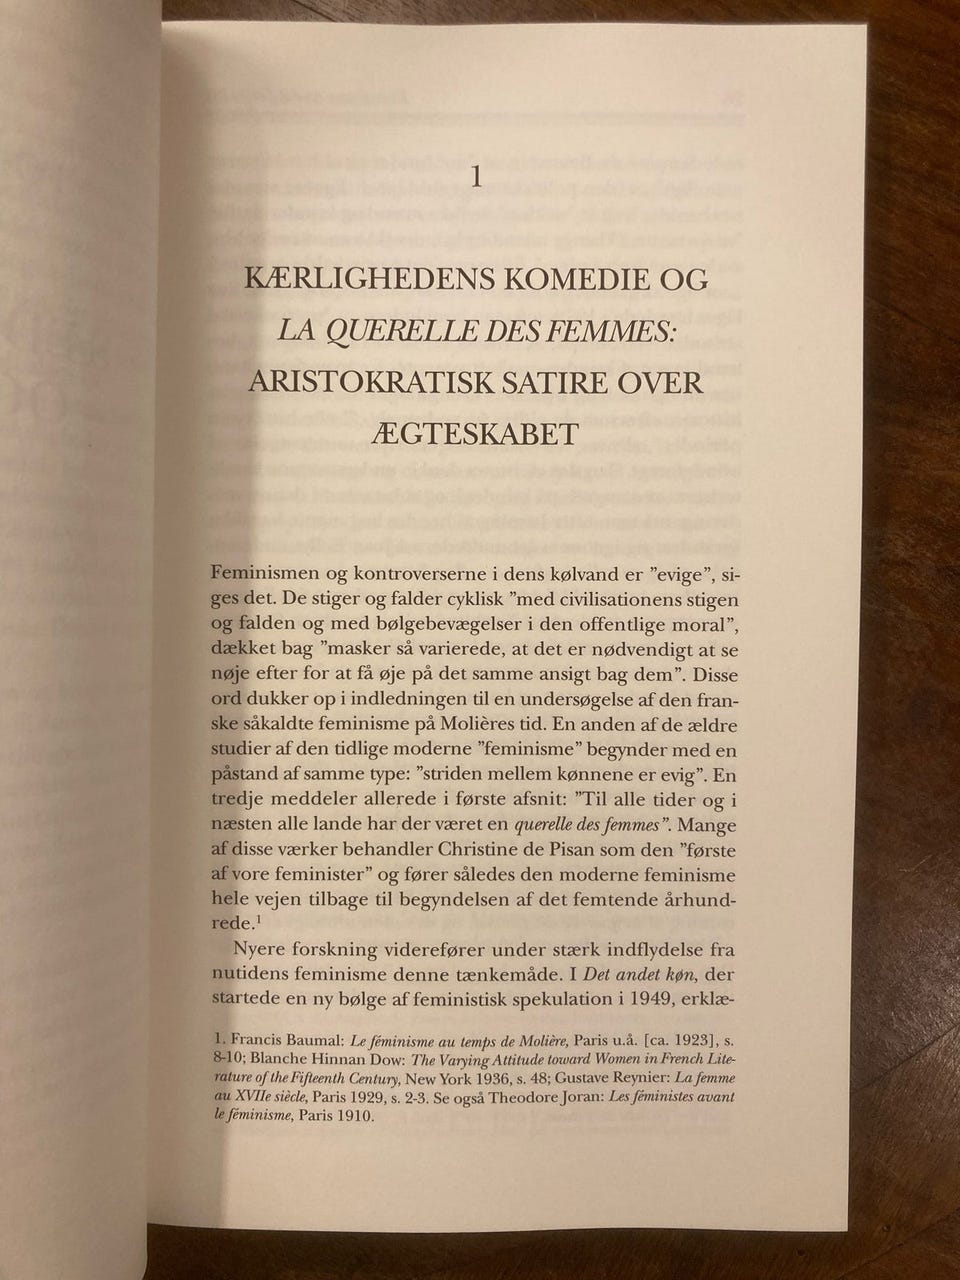 1
KÆRLIGHEDENS KOMEDIE OG
LA QUERELLE DES FEMMES:
ARISTOKRATISK SATIRE OVER
ÆGTESKABET
Feminismen og kontroverserne i dens kølvand er ”evige”, si-
ges det. De stiger og falder cyklisk ”med civilisationens stigen
og falden og med bølgebevægelser i den offentlige moral”,
dækket bag ”masker så varierede, at det er nødvendigt at se
nøje efter for at få øje på det samme ansigt bag dem”. Disse
ord dukker op i indledningen til en undersøgelse af den fran-
ske såkaldte feminisme på Molières tid. En anden af de ældre
studier af den tidlige moderne ”feminisme” begynder med en
påstand af samme type: ”striden mellem kønnene er evig”. En
tredje meddeler allerede i første afsnit: ”Til alle tider og i
næsten alle lande har der været en querelle des femmes”. Mange
af disse værker behandler Christine de Pisan som den ”første
af vore feminister” og fører således den moderne feminisme
hele vejen tilbage til begyndelsen af det femtende århund-
rede.¹
Nyere forskning viderefører under stærk indflydelse fra
nutidens feminisme denne tænkemåde. I Det andet køn, der
startede en ny bølge af feministisk spekulation i 1949, erklæ-
1. Francis Baumal: Le féminisme au temps de Molière, Paris u.å. [ca. 1923], s.
8-10; Blanche Hinnan Dow: The Varying Attitude toward Women in French Lite-
rature of the Fifteenth Century, New York 1936, s. 48; Gustave Reynier: La femme
au XVIIe siècle, Paris 1929, s. 2-3. Se også Theodore Joran: Les féministes avant
le féminisme, Paris 1910.